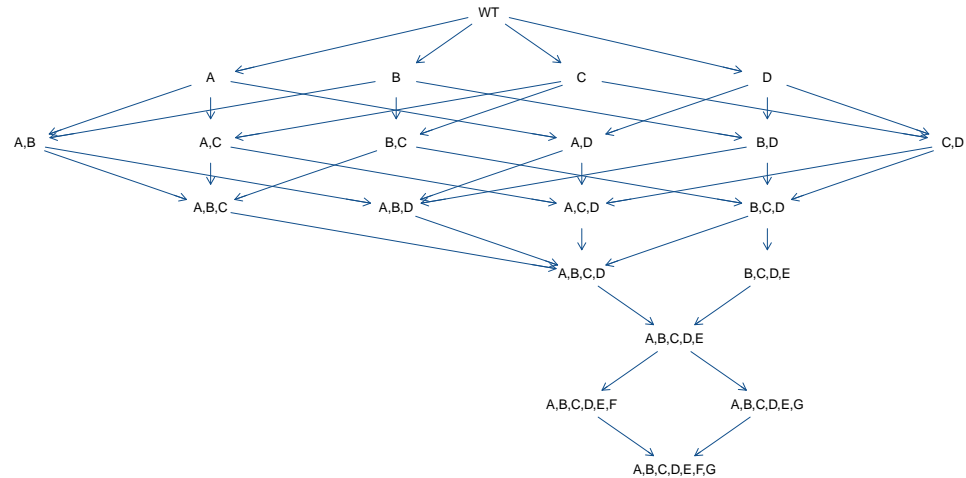 WT
A B C D
A,B A,C B,C A,D B,D C,D
A,B,C A,B,D A,C,D B,C,D
A,B,C,D B,C,D,E
A,B,C,D,E
A,B,C,D,E,F A,B,C,D,E,G
A,B,C,D,E,F,G